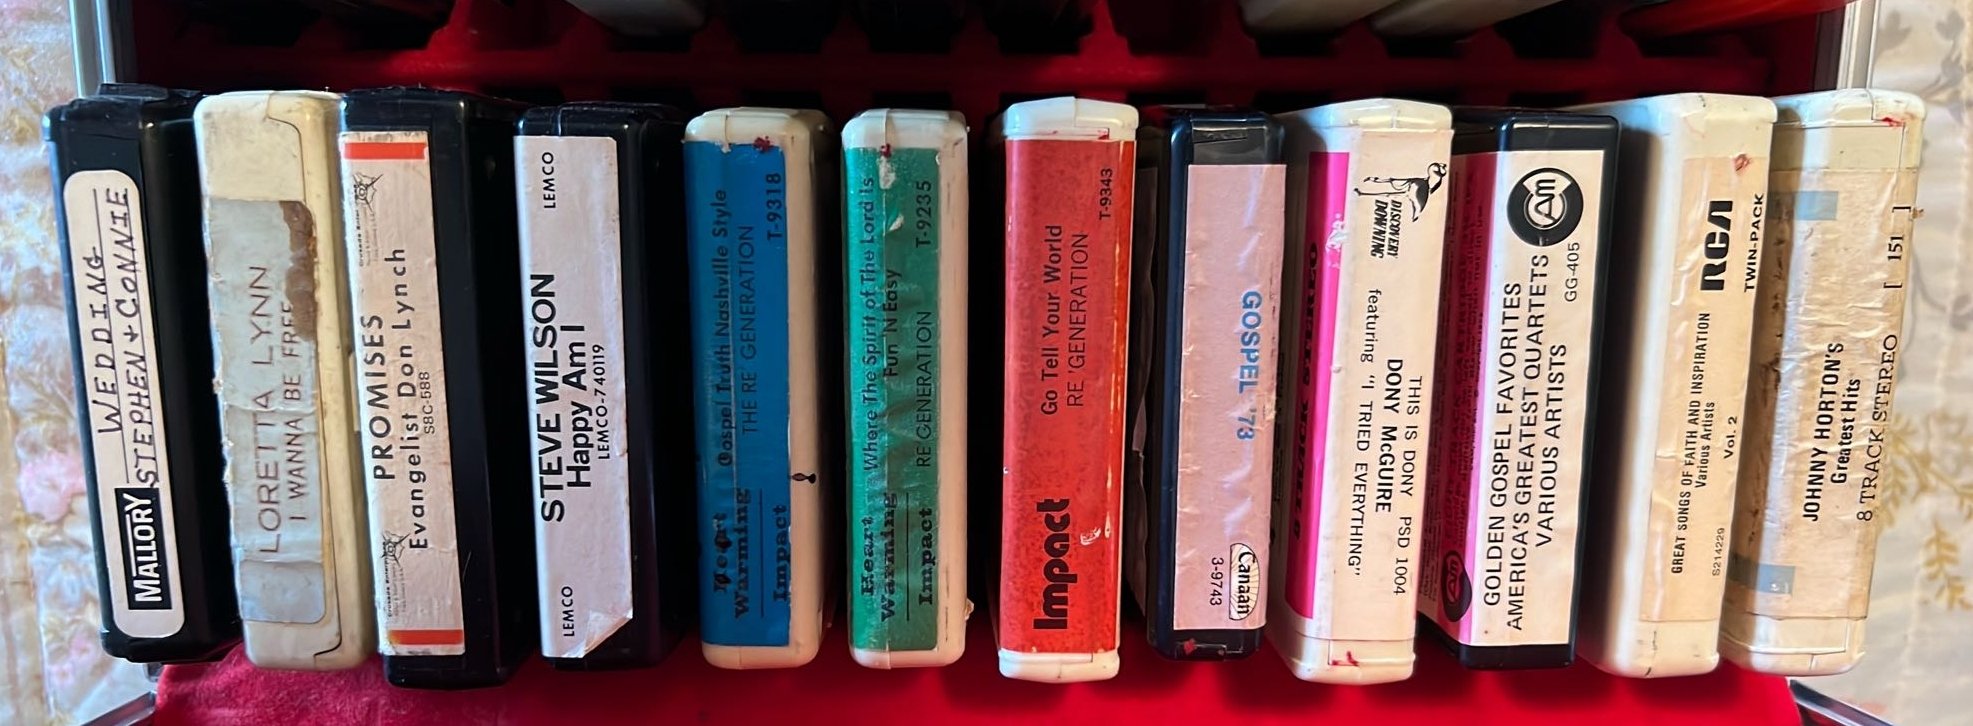 WEDDING
STEPHEN + CONNIE
MALLORY
LORETTA LYNN
I WANNA BE FREE
PROMISES
Evangelist Don Lynch
S8C-588
LEMCO
STEVE WILSON
Happy Am I
LEMCO-740119
LEMCO
Gospel Truth Nashville Style
THE RE GENERATION
T-9318
Heart
Warming
Impact
Where The Spirit of The Lord Is
Fun 'N Easy
RE GENERATION T-9235
Heart
Warming
Impact
Go Tell Your World
RE 'GENERATION
T-9343
Impact
GOSPEL '73
Canaan
3-9743
STEREO
DISCOVERY
DOWNING
THIS IS DONY PSD 1004
DONY McGUIRE
featuring "I TRIED EVERYTHING"
Am
GOLDEN GOSPEL FAVORITES
AMERICA'S GREATEST QUARTETS
VARIOUS ARTISTS
GG-405
RCA
TWIN-PACK
GREAT SONGS OF FAITH AND INSPIRATION
Various Artists
Vol. 2
S214229
JOHNNY HORTON'S
Greatest Hits
8 TRACK STEREO [ 151 ]